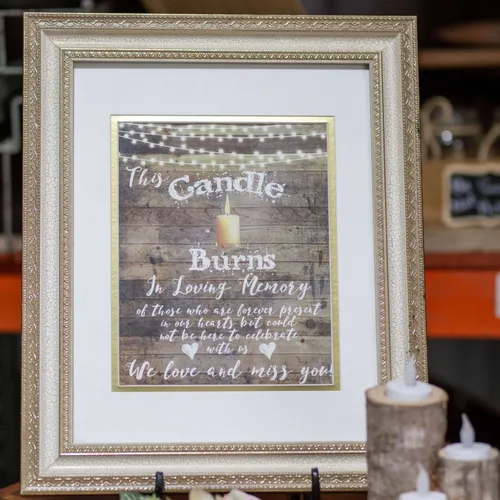 This
Candle
Burns
In Loving Memory
of those who are forever present
in our hearts but could
not be here to celebrate
with us
We love and miss you!